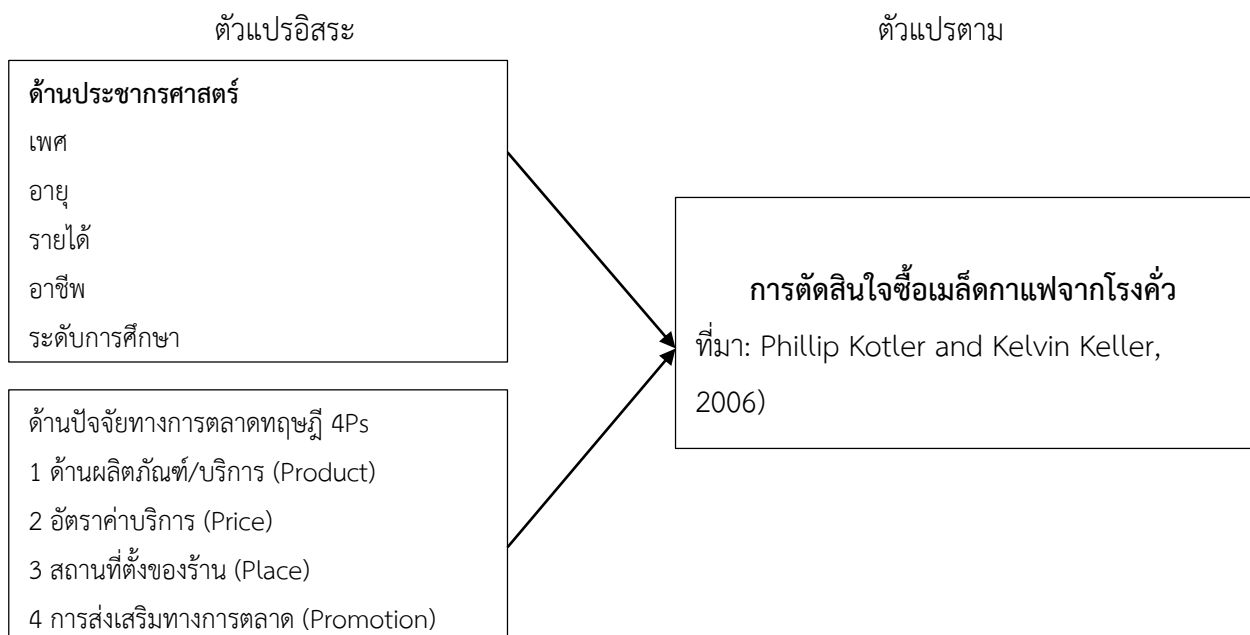 ตัวแปรอิสระ
ตัวแปรตาม
ด้านประชากรศาสตร์
เพศ
อายุ
รายได้
อาชีพ
ระดับการศึกษา
ด้านปัจจัยทางการตลาดทฤษฎี 4Ps
1 ด้านผลิตภัณฑ์/บริการ (Product)
2 อัตราค่าบริการ (Price)
3 สถานที่ตั้งของร้าน (Place)
4 การส่งเสริมทางการตลาด (Promotion)
การตัดสินใจซื้อเมล็ดกาแฟจากโรงคั่ว
ที่มา: Phillip Kotler and Kelvin Keller,
2006)